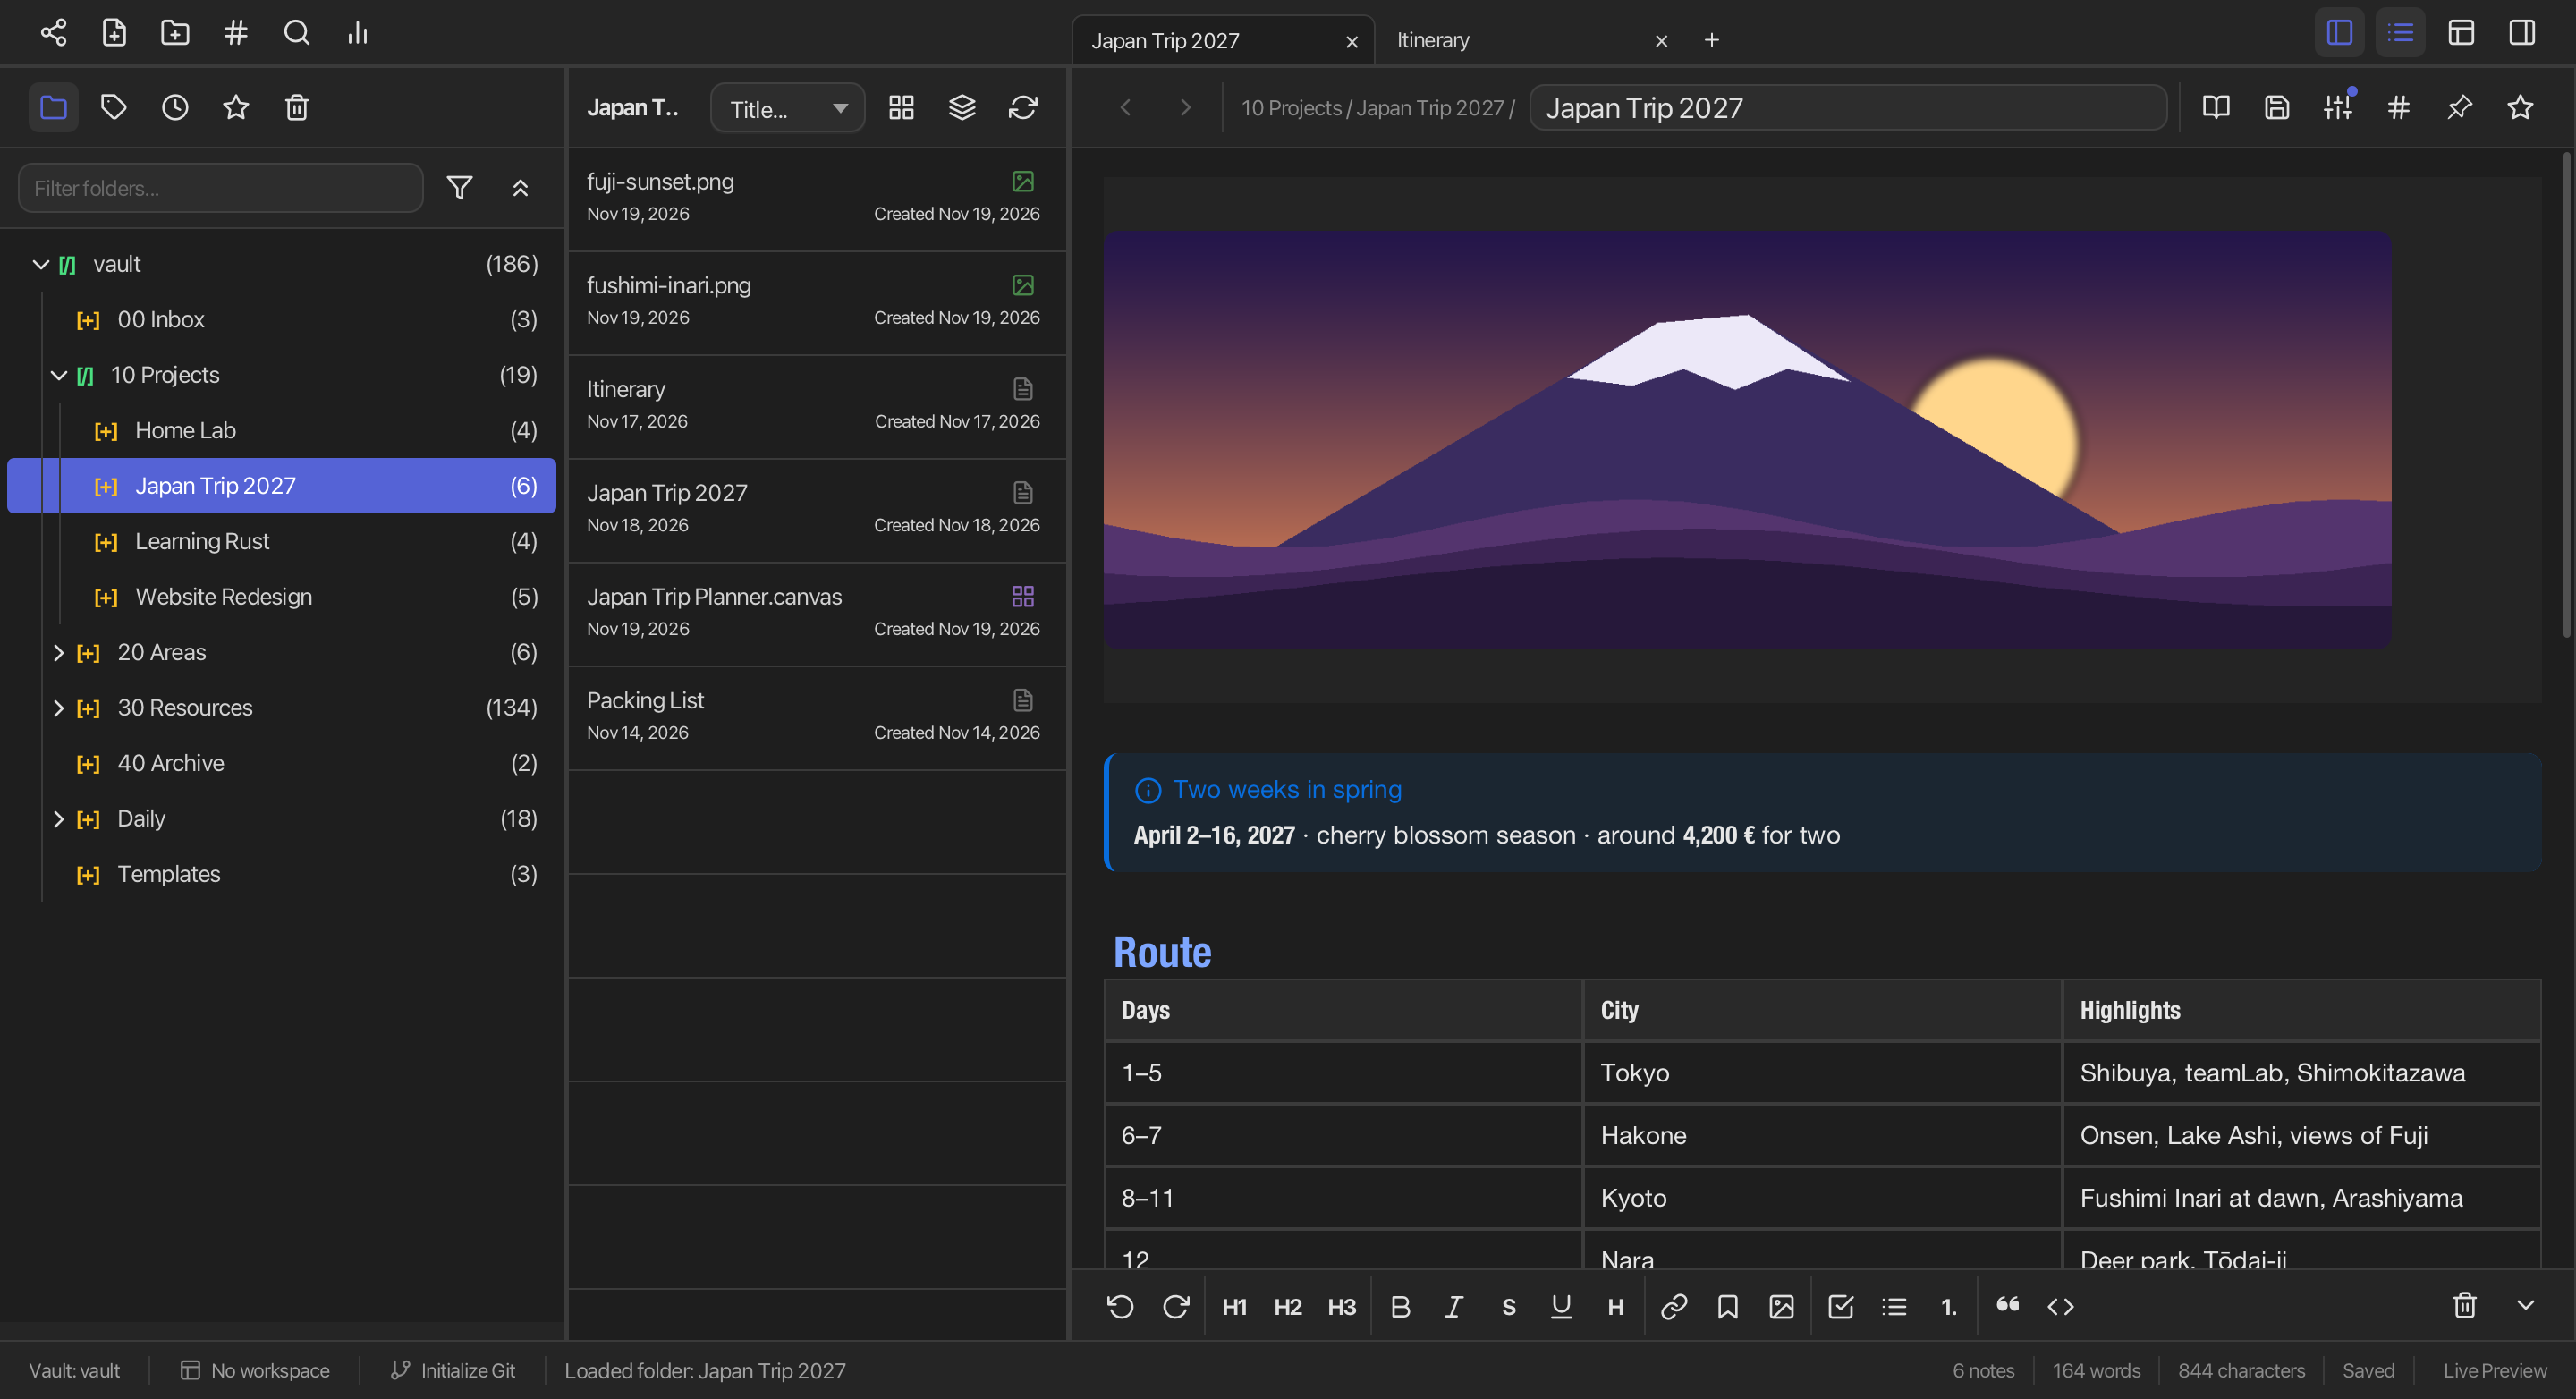 Japan Trip 2027
Itinerary
Japan T..
Title...
10 Projects / Japan Trip 2027 /
Japan Trip 2027
Filter folders...
vault (186)
00 Inbox (3)
10 Projects (19)
Home Lab (4)
Japan Trip 2027 (6)
Learning Rust (4)
Website Redesign (5)
20 Areas (6)
30 Resources (134)
40 Archive (2)
Daily (18)
Templates (3)
fuji-sunset.png
Nov 19, 2026 Created Nov 19, 2026
fushimi-inari.png
Nov 19, 2026 Created Nov 19, 2026
Itinerary
Nov 17, 2026 Created Nov 17, 2026
Japan Trip 2027
Nov 18, 2026 Created Nov 18, 2026
Japan Trip Planner.canvas
Nov 19, 2026 Created Nov 19, 2026
Packing List
Nov 14, 2026 Created Nov 14, 2026
Two weeks in spring
April 2–16, 2027 · cherry blossom season · around 4,200 € for two
Route
Days City Highlights
1–5 Tokyo Shibuya, teamLab, Shimokitazawa
6–7 Hakone Onsen, Lake Ashi, views of Fuji
8–11 Kyoto Fushimi Inari at dawn, Arashiyama
12 Nara Deer park, Tōdai-ji
H1 H2 H3 B I S U H 1.
Vault: vault No workspace Initialize Git Loaded folder: Japan Trip 2027 6 notes 164 words 844 characters Saved Live Preview